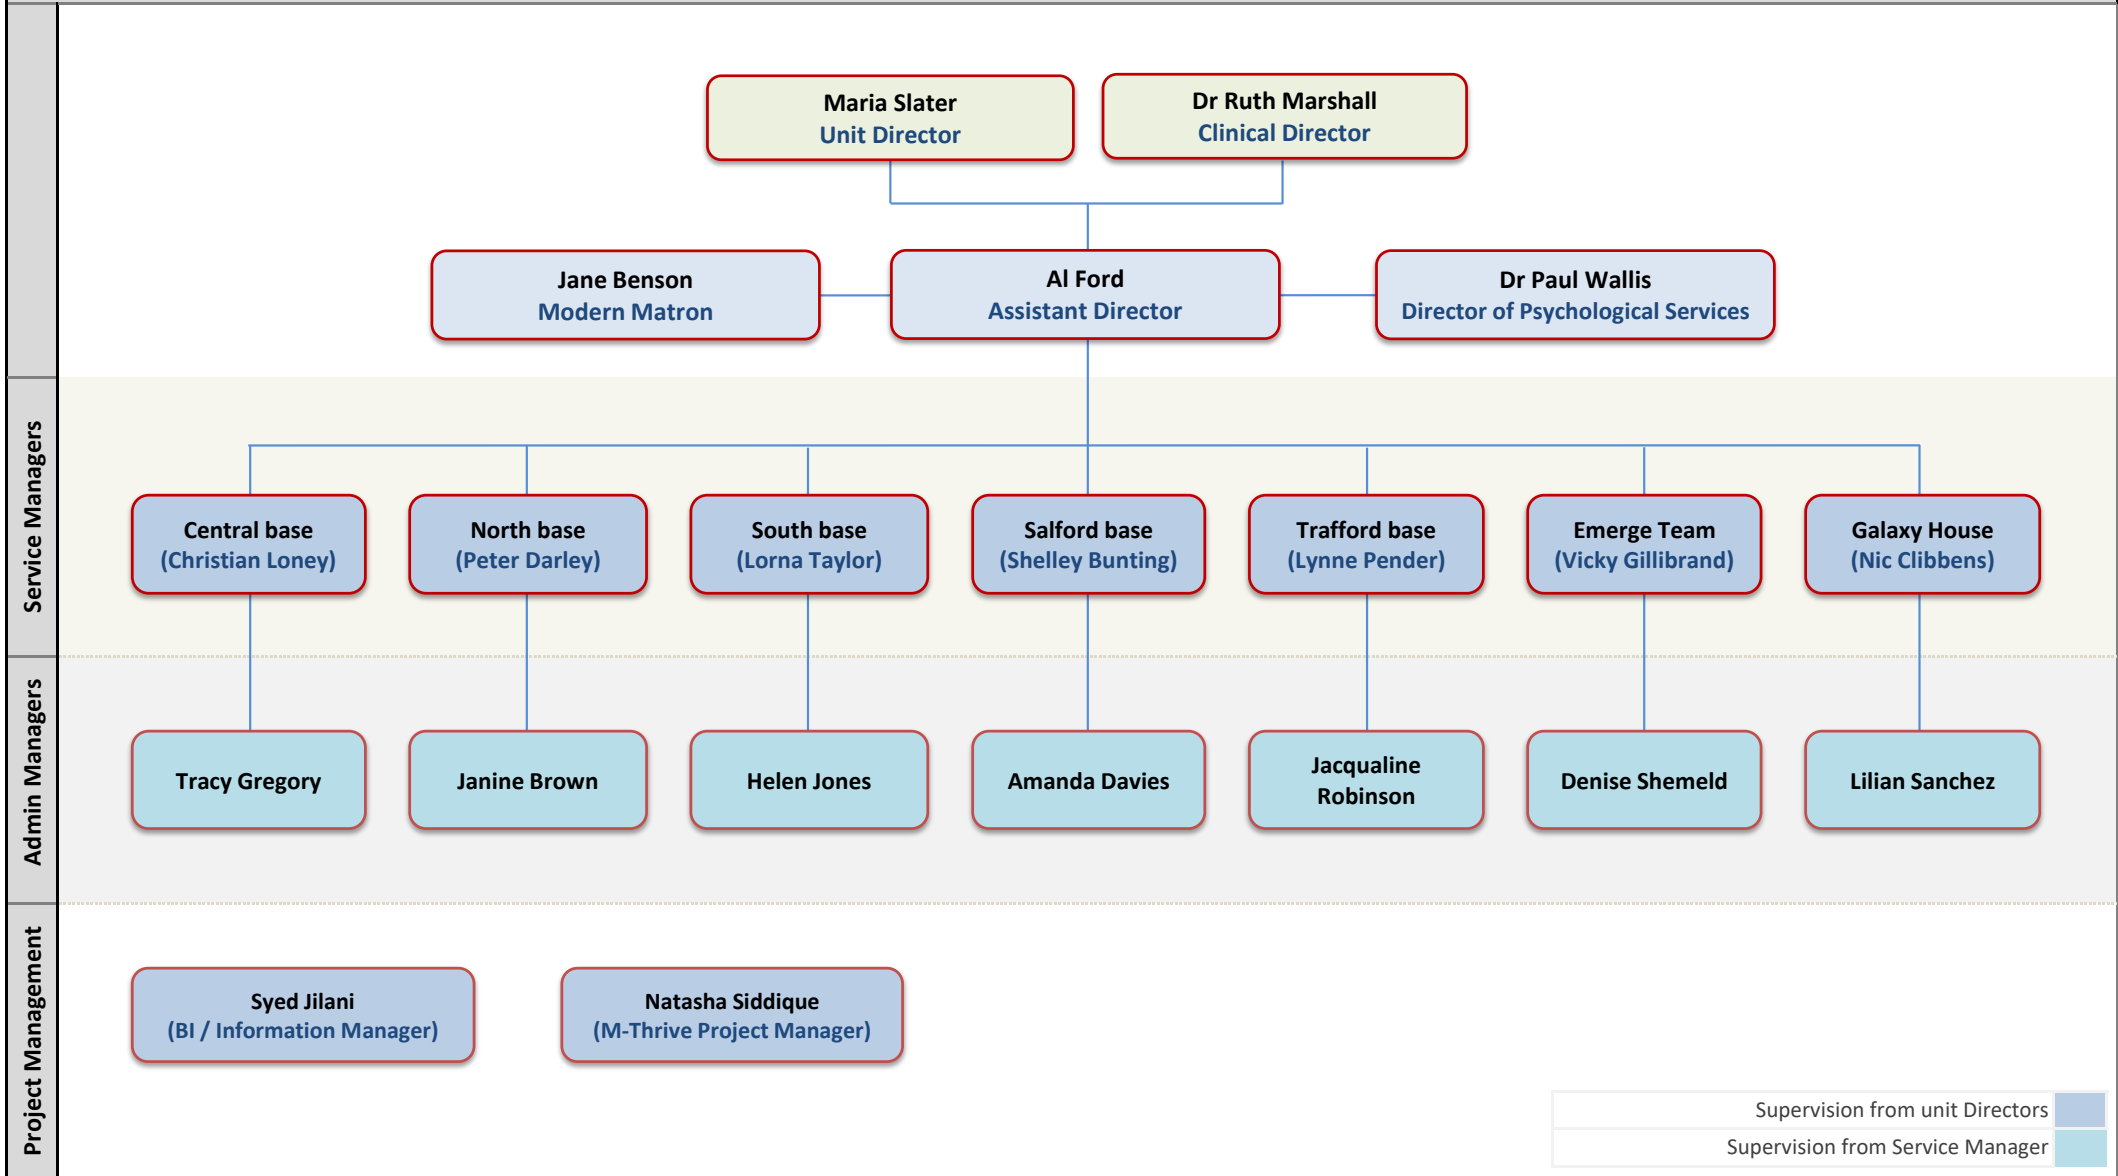 Maria Slater
Unit Director
Dr Ruth Marshall
Clinical Director
Jane Benson
Modern Matron
Al Ford
Assistant Director
Dr Paul Wallis
Director of Psychological Services
Service Managers
Central base
(Christian Loney)
North base
(Peter Darley)
South base
(Lorna Taylor)
Salford base
(Shelley Bunting)
Trafford base
(Lynne Pender)
Emerge Team
(Vicky Gillibrand)
Galaxy House
(Nic Clibbens)
Admin Managers
Tracy Gregory
Janine Brown
Helen Jones
Amanda Davies
Jacqualine
Robinson
Denise Shemeld
Lilian Sanchez
Project Management
Syed Jilani
(BI / Information Manager)
Natasha Siddique
(M-Thrive Project Manager)
Supervision from unit Directors
Supervision from Service Manager